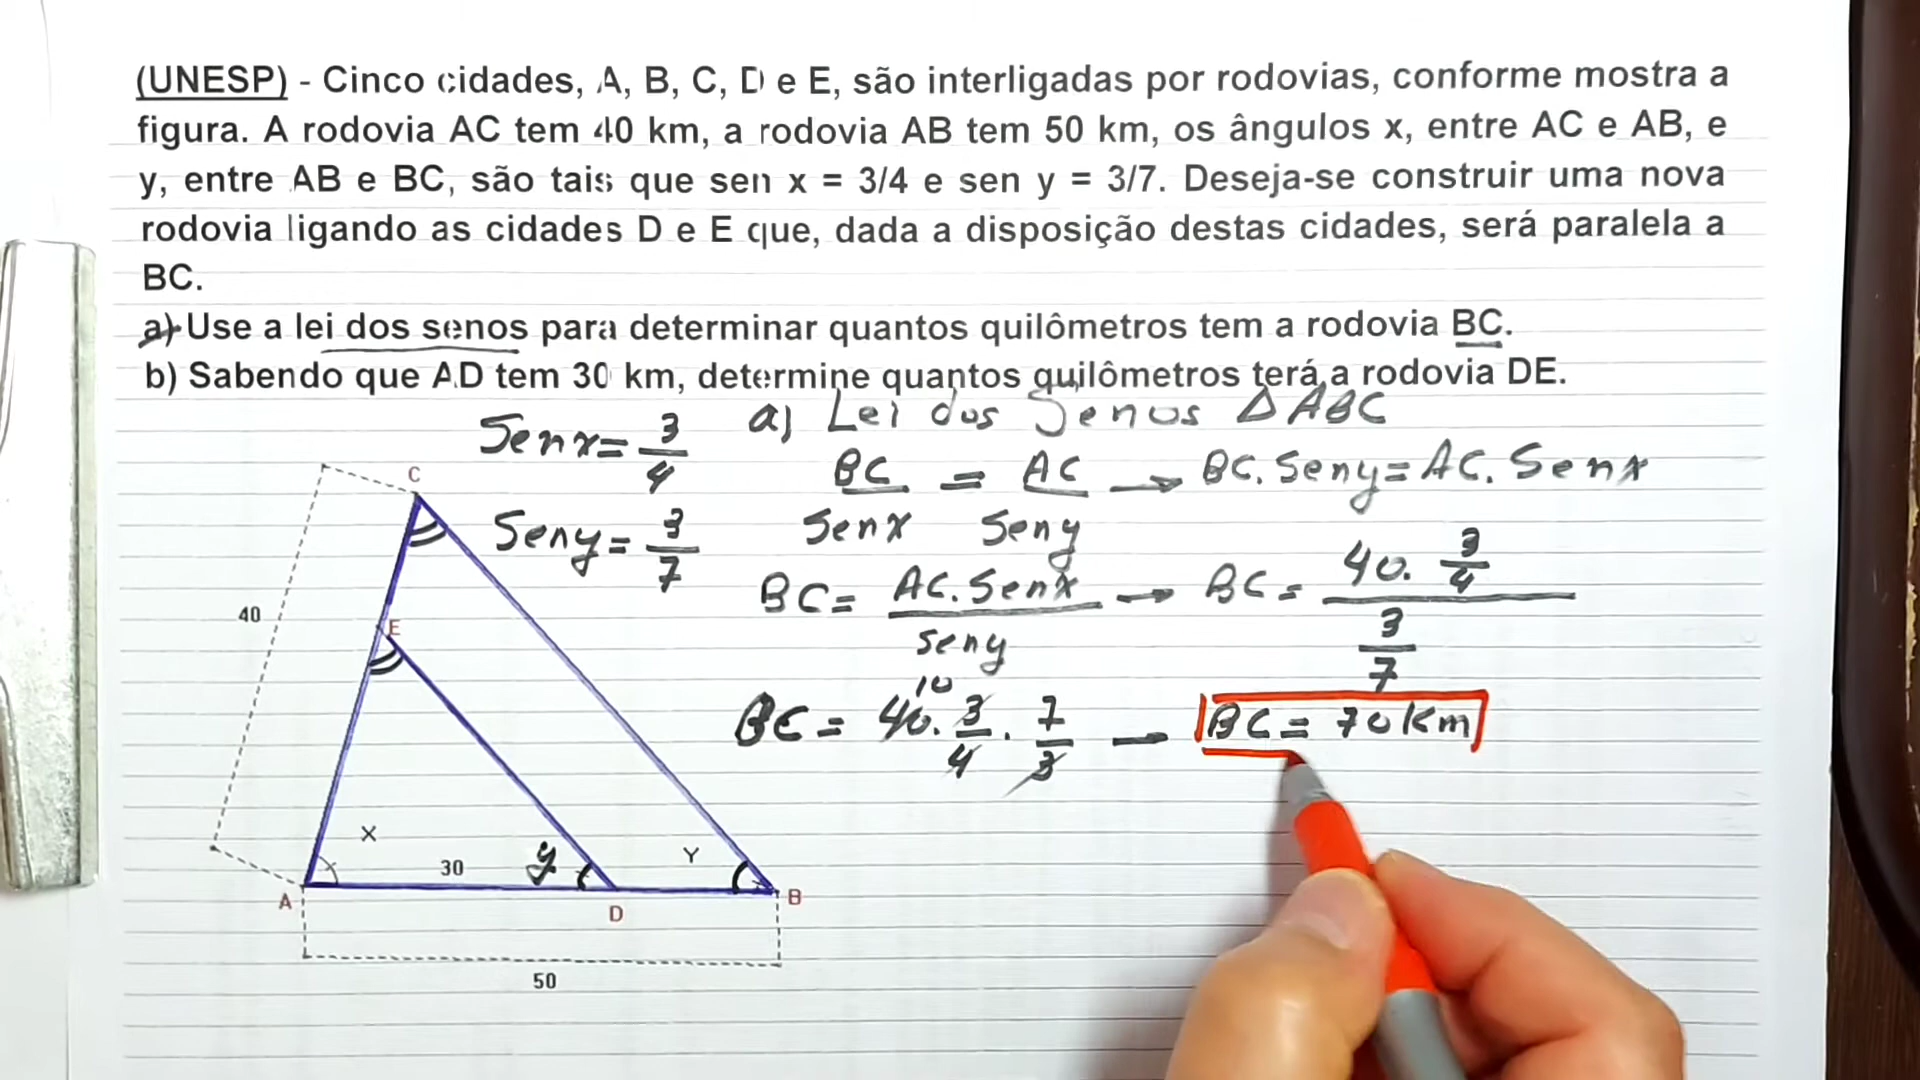 (UNESP) - Cinco cidades, A, B, C, D e E, são interligadas por rodovias, conforme mostra a
figura. A rodovia AC tem 40 km, a rodovia AB tem 50 km, os ângulos x, entre AC e AB, e
y, entre AB e BC, são tais que sen x = 3/4 e sen y = 3/7. Deseja-se construir uma nova
rodovia ligando as cidades D e E que, dada a disposição destas cidades, será paralela a
BC.
a) Use a lei dos senos para determinar quantos quilômetros tem a rodovia BC.
b) Sabendo que AD tem 30 km, determine quantos quilômetros terá a rodovia DE.
Senx = 3/4
Seny = 3/7
a) Lei dos Senos Δ ABC
BC/Senx = AC/Seny → BC. Seny = AC. Senx
BC = AC. Senx/seny → BC = 40. 3/4 / 3/7
10
BC = 40. 3/4 . 7/3 — BC = 70 Km
C
40
E
X
30
y
Y
A
D
B
50